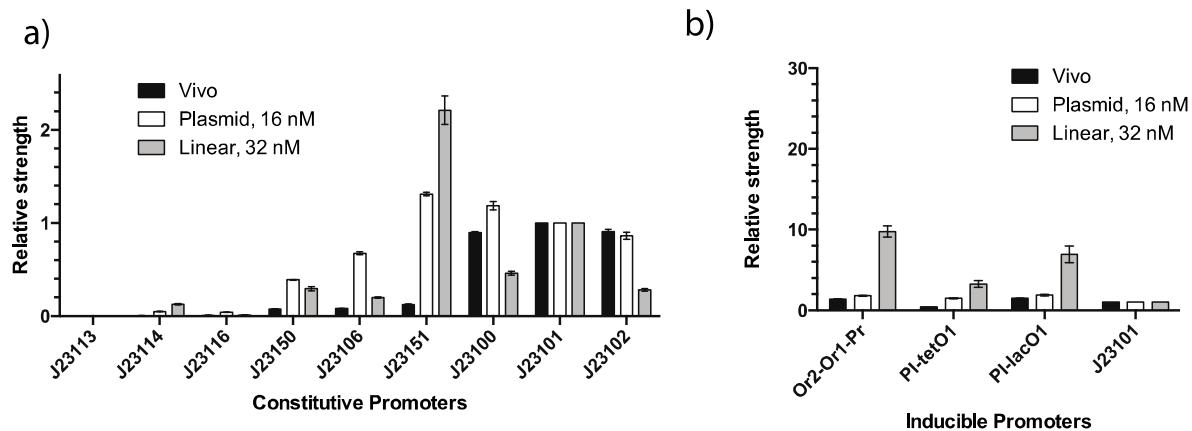 a)
Relative strength
2
1
0
Vivo
Plasmid, 16 nM
Linear, 32 nM
J23113
J23114
J23116
J23150
J23106
J23151
J23100
J23101
J23102
Constitutive Promoters
b)
Relative strength
30
20
10
0
Vivo
Plasmid, 16 nM
Linear, 32 nM
Or2-Or1-Pr
Pl-tetO1
Pl-lacO1
J23101
Inducible Promoters